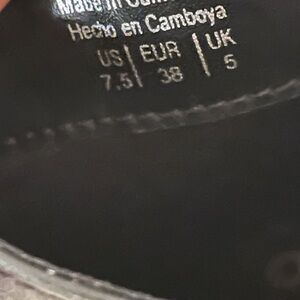 Made in
Hecho en Camboya
US | EUR | UK
7.5 | 38 | 5